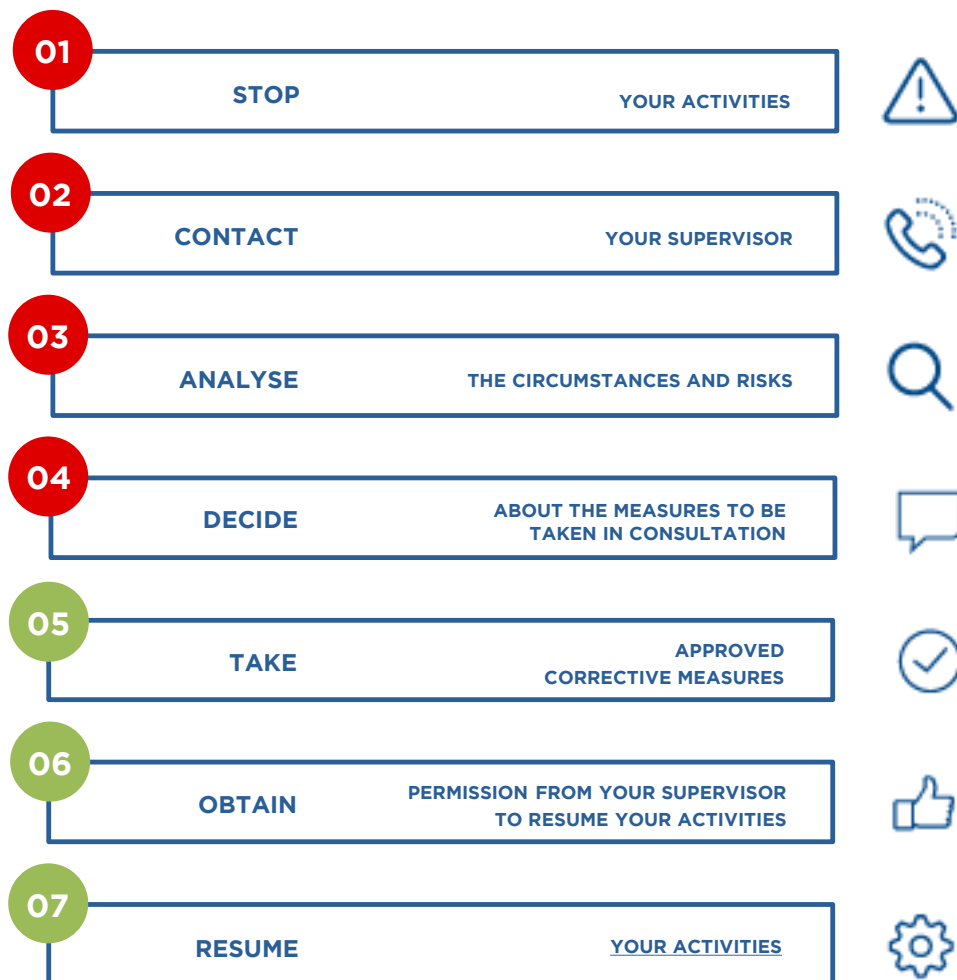 01
STOP YOUR ACTIVITIES
02
CONTACT YOUR SUPERVISOR
03
ANALYSE THE CIRCUMSTANCES AND RISKS
04
DECIDE ABOUT THE MEASURES TO BE
TAKEN IN CONSULTATION
05
TAKE APPROVED
CORRECTIVE MEASURES
06
OBTAIN PERMISSION FROM YOUR SUPERVISOR
TO RESUME YOUR ACTIVITIES
07
RESUME YOUR ACTIVITIES